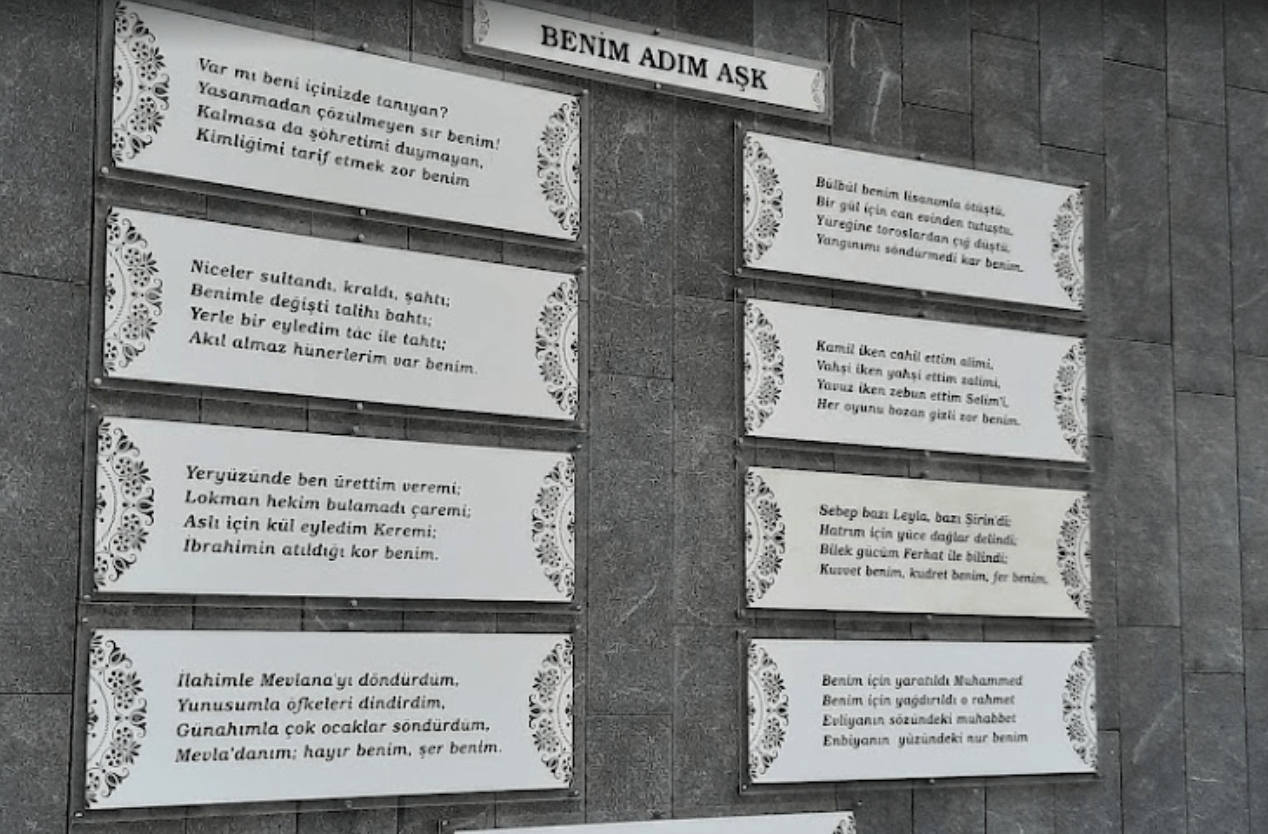 BENİM ADIM AŞK
Var mı beni içinizde tanıyan?
Yasanmadan çözülmeyen sır benim!
Kalmasa da şöhretimi duymayan,
Kimliğimi tarif etmek zor benim
Niceler sultandı, kraldı, şahtı;
Benimle değişti talihı bahtı;
Yerle bir eyledim tâc ile tahtı;
Akıl almaz hünerlerim var benim.
Yeryüzünde ben ürettim veremi;
Lokman hekim bulamadı çaremi;
Aslı için kül eyledim Keremi;
İbrahimin atıldığı kor benim.
İlahimle Mevlana'yı döndürdüm,
Yunusumla öfkeleri dindirdim,
Günahımla çok ocaklar söndürdüm,
Mevla'danım; hayır benim, şer benim.
Bülbül benim lisanımla ötüştü,
Bir gül için can evinden tutuştu,
Yüreğine toroslardan çığ düştü,
Yangınımı söndürmedi kar benim.
Kamil iken cahil ettim alimi,
Vahşi iken yahşi ettim zalimi,
Yavuz iken zebun ettim Selim'i,
Her oyunu bozan gizli zor benim.
Sebep bazı Leyla, bazı Şirin'di;
Hatrım için yüce dağlar delindi;
Bilek gücüm Ferhat ile bilindi;
Kuvvet benim, kudret benim, fer benim.
Benim için yaratıldı Muhammed
Benim için yağdırıldı o rahmet
Evliyanın sözündeki muhabbet
Enbiyanın yüzündeki nur benim